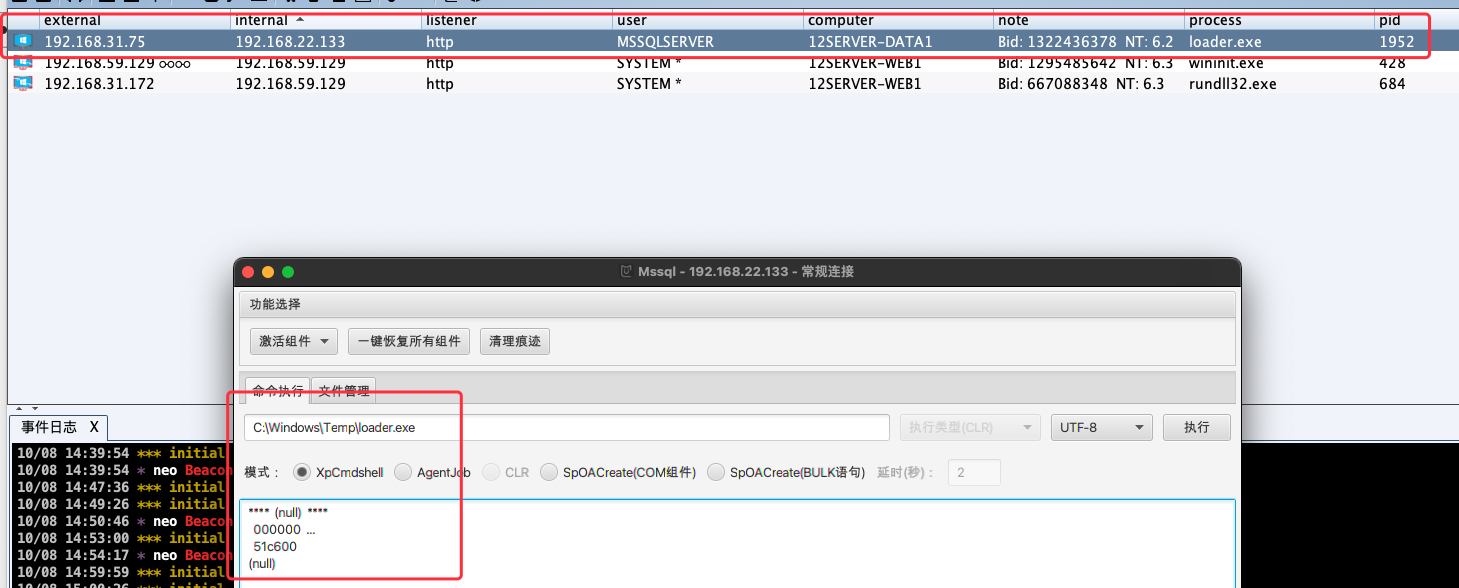 external internal listener user computer note process pid
192.168.31.75 192.168.22.133 http MSSQLSERVER 12SERVER-DATA1 Bid: 1322436378 NT: 6.2 loader.exe 1952
192.168.59.129 oooo 192.168.59.129 http SYSTEM * 12SERVER-WEB1 Bid: 1295485642 NT: 6.3 wininit.exe 428
192.168.31.172 192.168.59.129 http SYSTEM * 12SERVER-WEB1 Bid: 667088348 NT: 6.3 rundll32.exe 684
Mssql - 192.168.22.133 - 常规连接
功能选择
激活组件 一键恢复所有组件 清理痕迹
命令执行 文件管理
C:\Windows\Temp\loader.exe 执行类型(CLR) UTF-8 执行
模式： XpCmdshell AgentJob CLR SpOACreate(COM组件) SpOACreate(BULK语句) 延时(秒)： 2
**** (null) ****
000000 ...
51c600
(null)
事件日志 X
10/08 14:39:54 *** initial
10/08 14:39:54 * neo Beacon
10/08 14:47:36 *** initial
10/08 14:49:26 *** initial
10/08 14:50:46 * neo Beacon
10/08 14:53:00 *** initial
10/08 14:54:17 * neo Beacon
10/08 14:59:59 *** initial